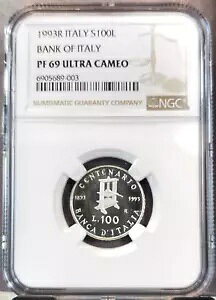 1993R ITALY S100L
BANK OF ITALY
PF 69 ULTRA CAMEO
6905689-003
NUMISMATIC GUARANTY COMPANY
NGC
CENTENARIO
1893 1993
R
L.100
BANCA D'ITALIA